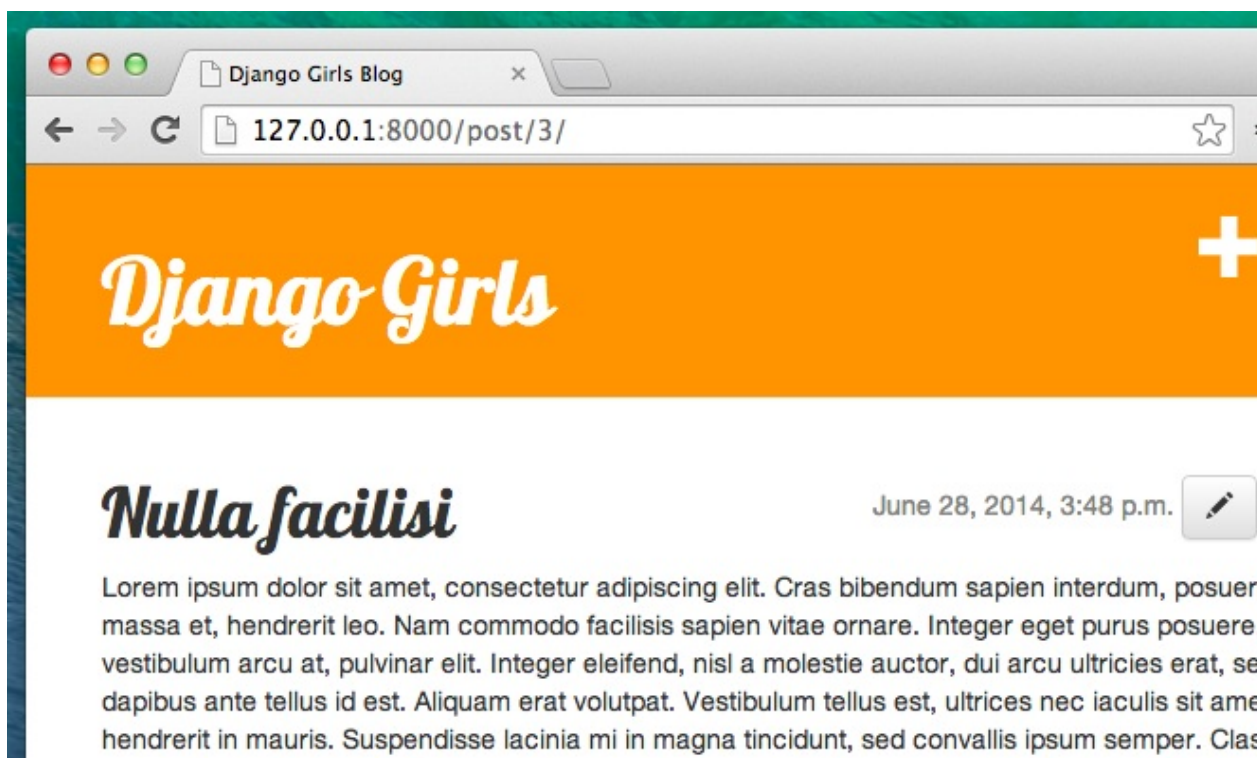 Django Girls Blog
127.0.0.1:8000/post/3/
Django Girls
Nulla facilisi
June 28, 2014, 3:48 p.m.
Lorem ipsum dolor sit amet, consectetur adipiscing elit. Cras bibendum sapien interdum, posuer
massa et, hendrerit leo. Nam commodo facilisis sapien vitae ornare. Integer eget purus posuere
vestibulum arcu at, pulvinar elit. Integer eleifend, nisl a molestie auctor, dui arcu ultricies erat, se
dapibus ante tellus id est. Aliquam erat volutpat. Vestibulum tellus est, ultrices nec iaculis sit ame
hendrerit in mauris. Suspendisse lacinia mi in magna tincidunt, sed convallis ipsum semper. Clas